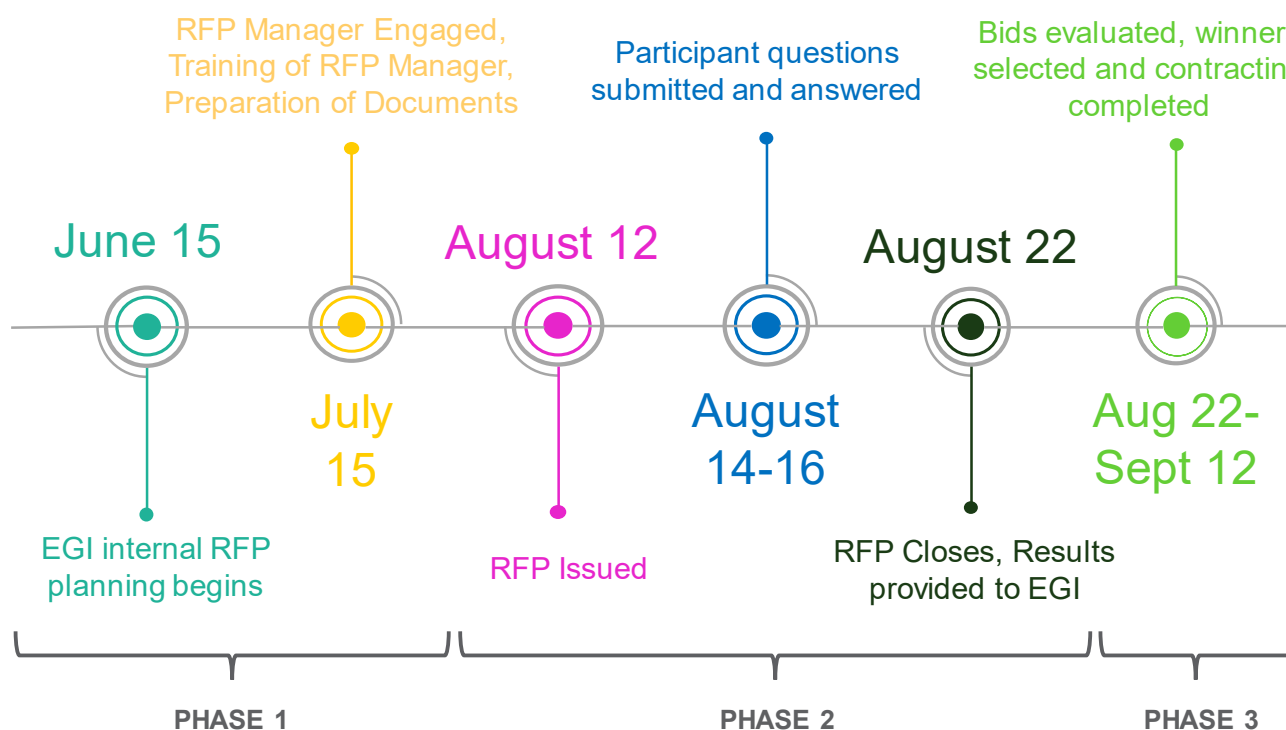 RFP Manager Engaged,
Training of RFP Manager,
Preparation of Documents
Participant questions
submitted and answered
Bids evaluated, winner
selected and contractin
completed
June 15
August 12
August 22
July
15
August
14-16
Aug 22-
Sept 12
EGI internal RFP
planning begins
RFP Issued
RFP Closes, Results
provided to EGI
PHASE 1
PHASE 2
PHASE 3